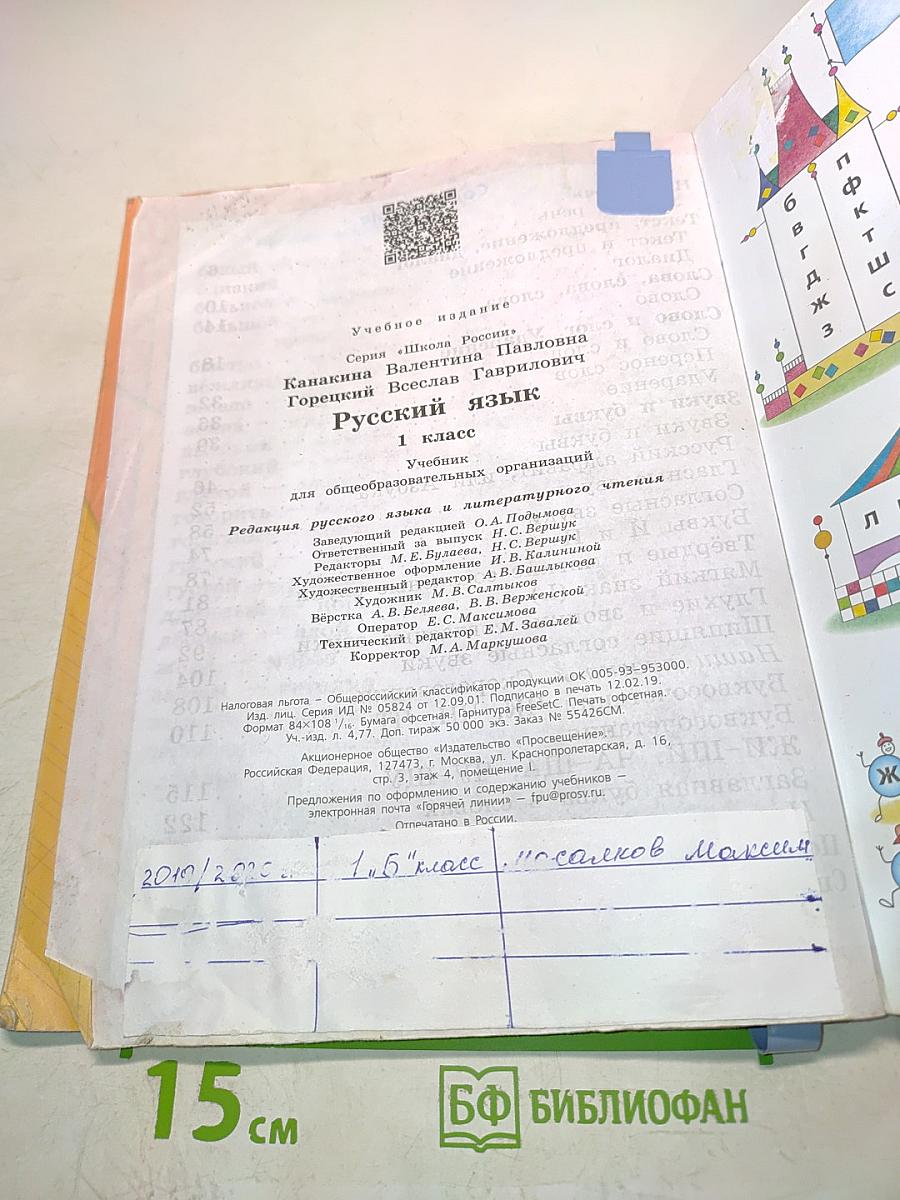 Учебное издание
Серия «Школа России»
Канакина Валентина Павловна
Горецкий Всеслав Гаврилович
Русский язык
1 класс
Учебник
для общеобразовательных организаций
Редакция русского языка и литературного чтения
Заведующий редакцией О. А. Подымова
Ответственный за выпуск Н. С. Вершук
Редакторы М. Е. Булаева, Н. С. Вершук
Художественное оформление И. В. Калининой
Художественный редактор А. В. Башлыкова
Художник М. В. Салтыков
Вёрстка А. В. Беляева, В. В. Верженской
Оператор Е. С. Максимова
Технический редактор Е. М. Завалей
Корректор М. А. Маркушова
Налоговая льгота – Общероссийский классификатор продукции ОК 005-93–953000.
Изд. лиц. Серия ИД № 05824 от 12.09.01. Подписано в печать 12.02.19.
Формат 84×108 1/16. Бумага офсетная. Гарнитура FreeSetC. Печать офсетная.
Уч.-изд. л. 4,77. Доп. тираж 50 000 экз. Заказ № 55426СМ.
Акционерное общество «Издательство «Просвещение».
Российская Федерация, 127473, г. Москва, ул. Краснопролетарская, д. 16,
стр. 3, этаж 4, помещение I.
Предложения по оформлению и содержанию учебников –
электронная почта «Горячей линии» – fpu@prosv.ru.
Отпечатано в России.
1 „Б" класс Максим
б в г д ж з
п ф к т ш с
л
ж
15 см
БФ БИБЛИОФАН